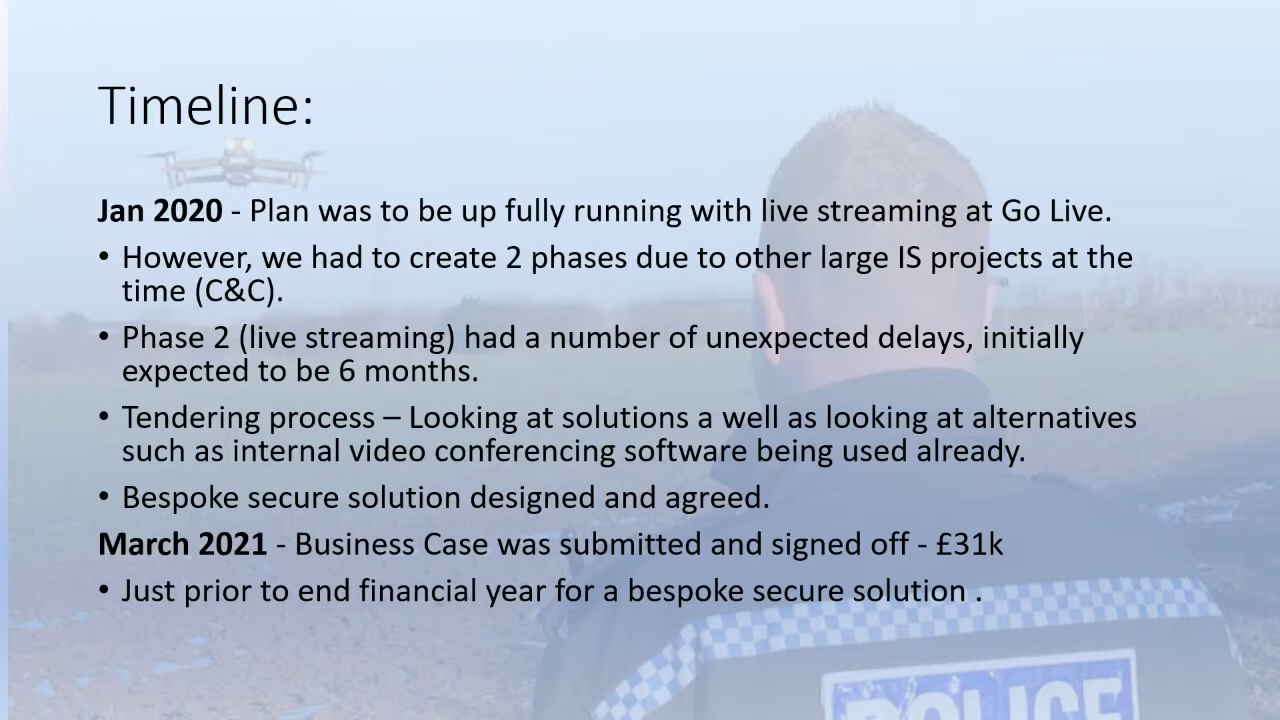 Timeline:
Jan 2020 - Plan was to be up fully running with live streaming at Go Live.
• However, we had to create 2 phases due to other large IS projects at the
time (C&C).
• Phase 2 (live streaming) had a number of unexpected delays, initially
expected to be 6 months.
• Tendering process – Looking at solutions a well as looking at alternatives
such as internal video conferencing software being used already.
• Bespoke secure solution designed and agreed.
March 2021 - Business Case was submitted and signed off - £31k
• Just prior to end financial year for a bespoke secure solution .
POLICE